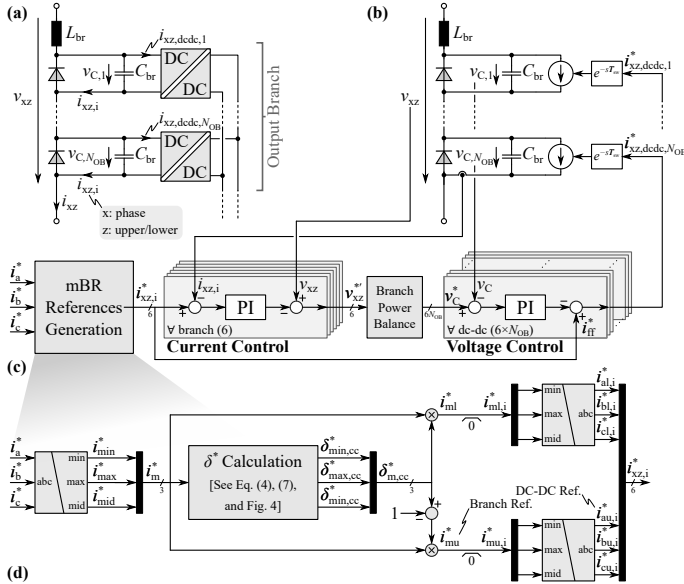 (a)
L_br
i_xz,dcdc,1
DC
DC
v_C,1
C_br
i_xz,i
v_xz
i_xz,dcdc,N_OB
DC
DC
v_C,N_OB
C_br
i_xz,i
i_xz
x: phase
z: upper/lower
Output Branch
(b)
L_br
i*_xz,dcdc,1
v_C,1
C_br
e^-sT_sw
v_xz
i*_xz,dcdc,N_OB
v_C,N_OB
C_br
(c)
i*_a
i*_b
i*_c
mBR
References
Generation
i*_xz,i
6
i_xz,i
PI
v_xz
∀ branch (6)
Current Control
v*'_xz
6
Branch
Power
Balance
6N_OB
v*_C
v_C
PI
i*_ff
∀ dc-dc (6×N_OB)
Voltage Control
(d)
i*_a
i*_b
i*_c
abc
min
max
mid
i*_min
i*_max
i*_mid
i*_m
3
δ* Calculation
[See Eq. (4), (7),
and Fig. 4]
δ*_min,cc
δ*_max,cc
δ*_min,cc
δ*_m,cc
3
1
i*_ml
0
i*_ml,i
min
max
mid
abc
i*_al,i
i*_bl,i
i*_cl,i
i*_xz,i
6
Branch Ref.
DC-DC Ref.
i*_mu
0
i*_mu,i
min
max
mid
abc
i*_au,i
i*_bu,i
i*_cu,i